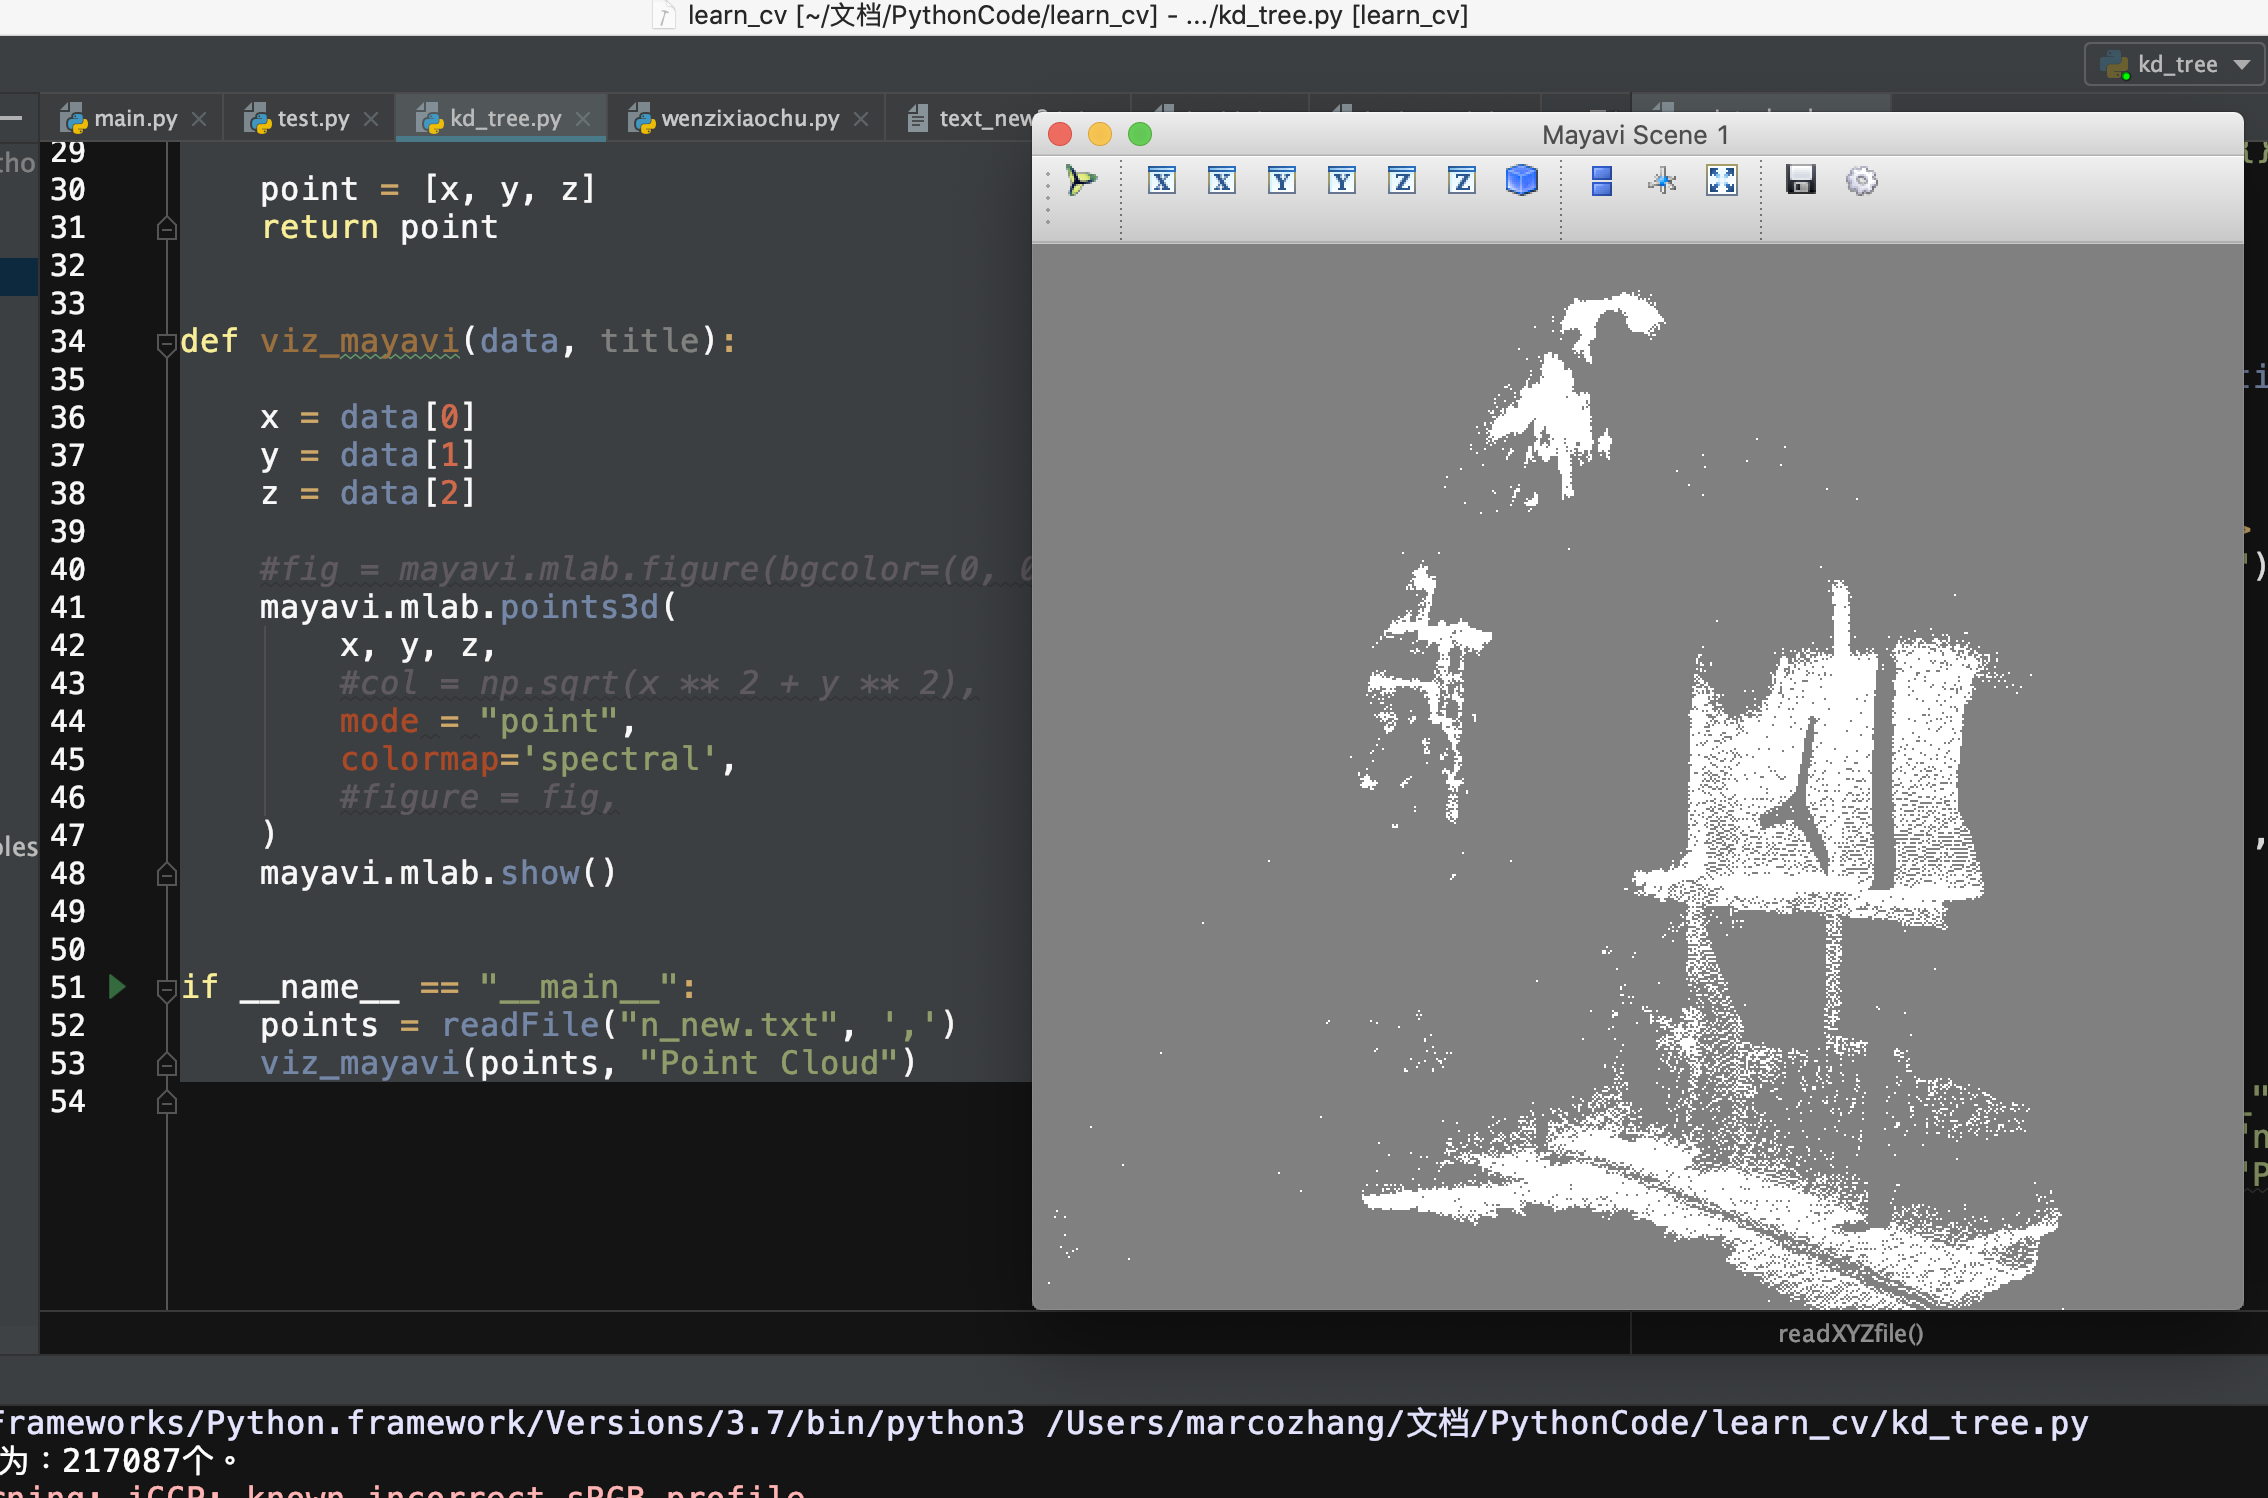 learn_cv [~/文档/PythonCode/learn_cv] - .../kd_tree.py [learn_cv]
kd_tree
main.py
test.py
kd_tree.py
wenzixiaochu.py
text_new
Mayavi Scene 1
X X Y Y Z Z
29
30 point = [x, y, z]
31 return point
32
33
34 def viz_mayavi(data, title):
35
36 x = data[0]
37 y = data[1]
38 z = data[2]
39
40 #fig = mayavi.mlab.figure(bgcolor=(0,
41 mayavi.mlab.points3d(
42 x, y, z,
43 #col = np.sqrt(x ** 2 + y ** 2),
44 mode = "point",
45 colormap='spectral',
46 #figure = fig,
47 )
48 mayavi.mlab.show()
49
50
51 if __name__ == "__main__":
52 points = readFile("n_new.txt", ',')
53 viz_mayavi(points, "Point Cloud")
54
readXYZfile()
Frameworks/Python.framework/Versions/3.7/bin/python3 /Users/marcozhang/文档/PythonCode/learn_cv/kd_tree.py
为：217087个。
iCCP: known incorrect sRGB profile